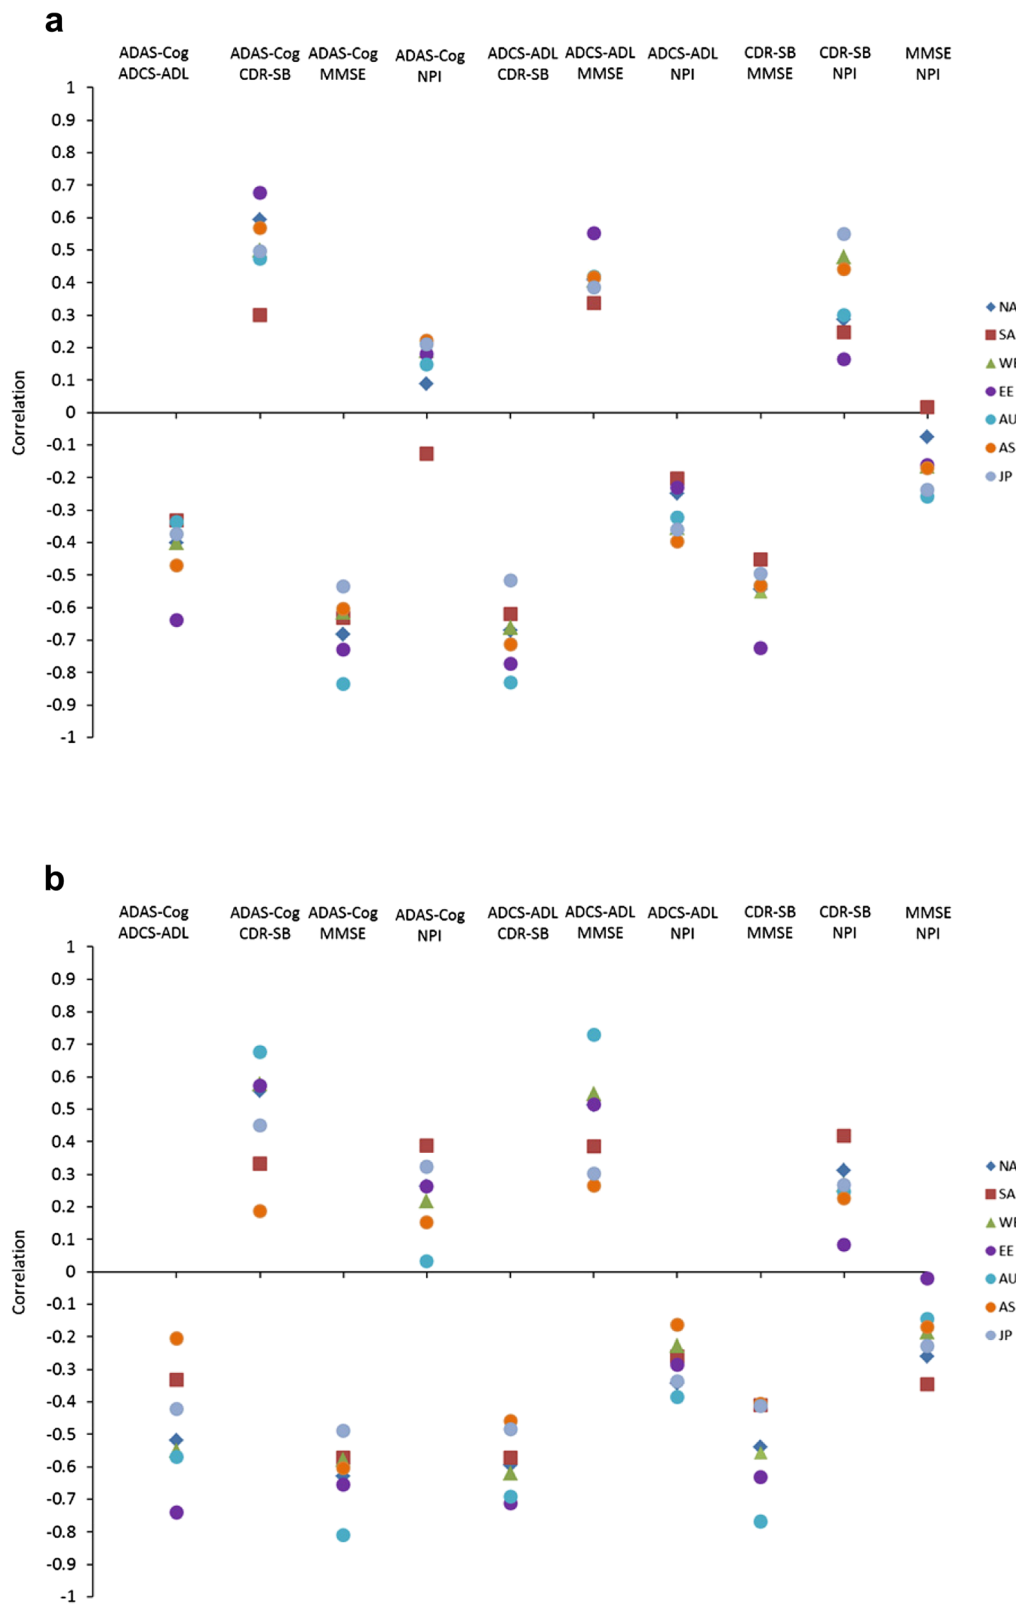 a
ADAS-Cog ADAS-Cog ADAS-Cog ADAS-Cog ADCS-ADL ADCS-ADL ADCS-ADL CDR-SB CDR-SB MMSE
ADCS-ADL CDR-SB MMSE NPI CDR-SB MMSE NPI MMSE NPI NPI
1
0.9
0.8
0.7
0.6
0.5
0.4
0.3
0.2
0.1
0
-0.1
-0.2
-0.3
-0.4
-0.5
-0.6
-0.7
-0.8
-0.9
-1
Correlation
NA
SA
WE
EE
AU
AS
JP
b
ADAS-Cog ADAS-Cog ADAS-Cog ADAS-Cog ADCS-ADL ADCS-ADL ADCS-ADL CDR-SB CDR-SB MMSE
ADCS-ADL CDR-SB MMSE NPI CDR-SB MMSE NPI MMSE NPI NPI
1
0.9
0.8
0.7
0.6
0.5
0.4
0.3
0.2
0.1
0
-0.1
-0.2
-0.3
-0.4
-0.5
-0.6
-0.7
-0.8
-0.9
-1
Correlation
NA
SA
WE
EE
AU
AS
JP